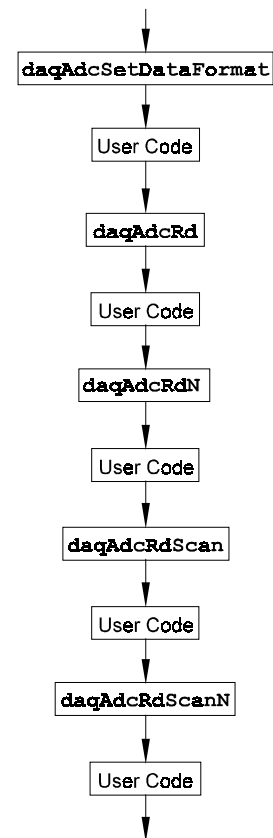 daqAdcSetDataFormat
User Code
daqAdcRd
User Code
daqAdcRdN
User Code
daqAdcRdScan
User Code
daqAdcRdScanN
User Code